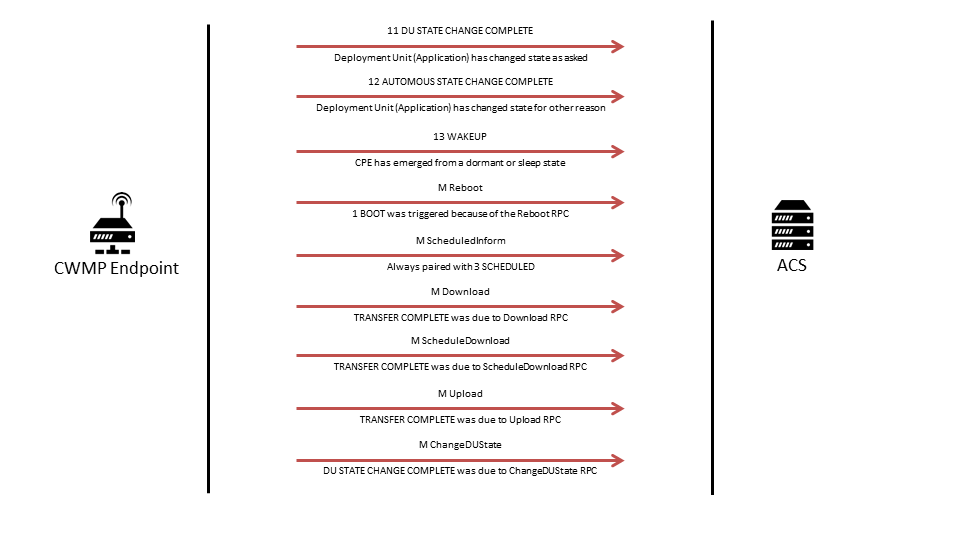 11 DU STATE CHANGE COMPLETE
Deployment Unit (Application) has changed state as asked
12 AUTOMOUS STATE CHANGE COMPLETE
Deployment Unit (Application) has changed state for other reason
13 WAKEUP
CPE has emerged from a dormant or sleep state
M Reboot
1 BOOT was triggered because of the Reboot RPC
M ScheduledInform
Always paired with 3 SCHEDULED
M Download
TRANSFER COMPLETE was due to Download RPC
M ScheduleDownload
TRANSFER COMPLETE was due to ScheduleDownload RPC
M Upload
TRANSFER COMPLETE was due to Upload RPC
M ChangeDUState
DU STATE CHANGE COMPLETE was due to ChangeDUState RPC
CWMP Endpoint
ACS